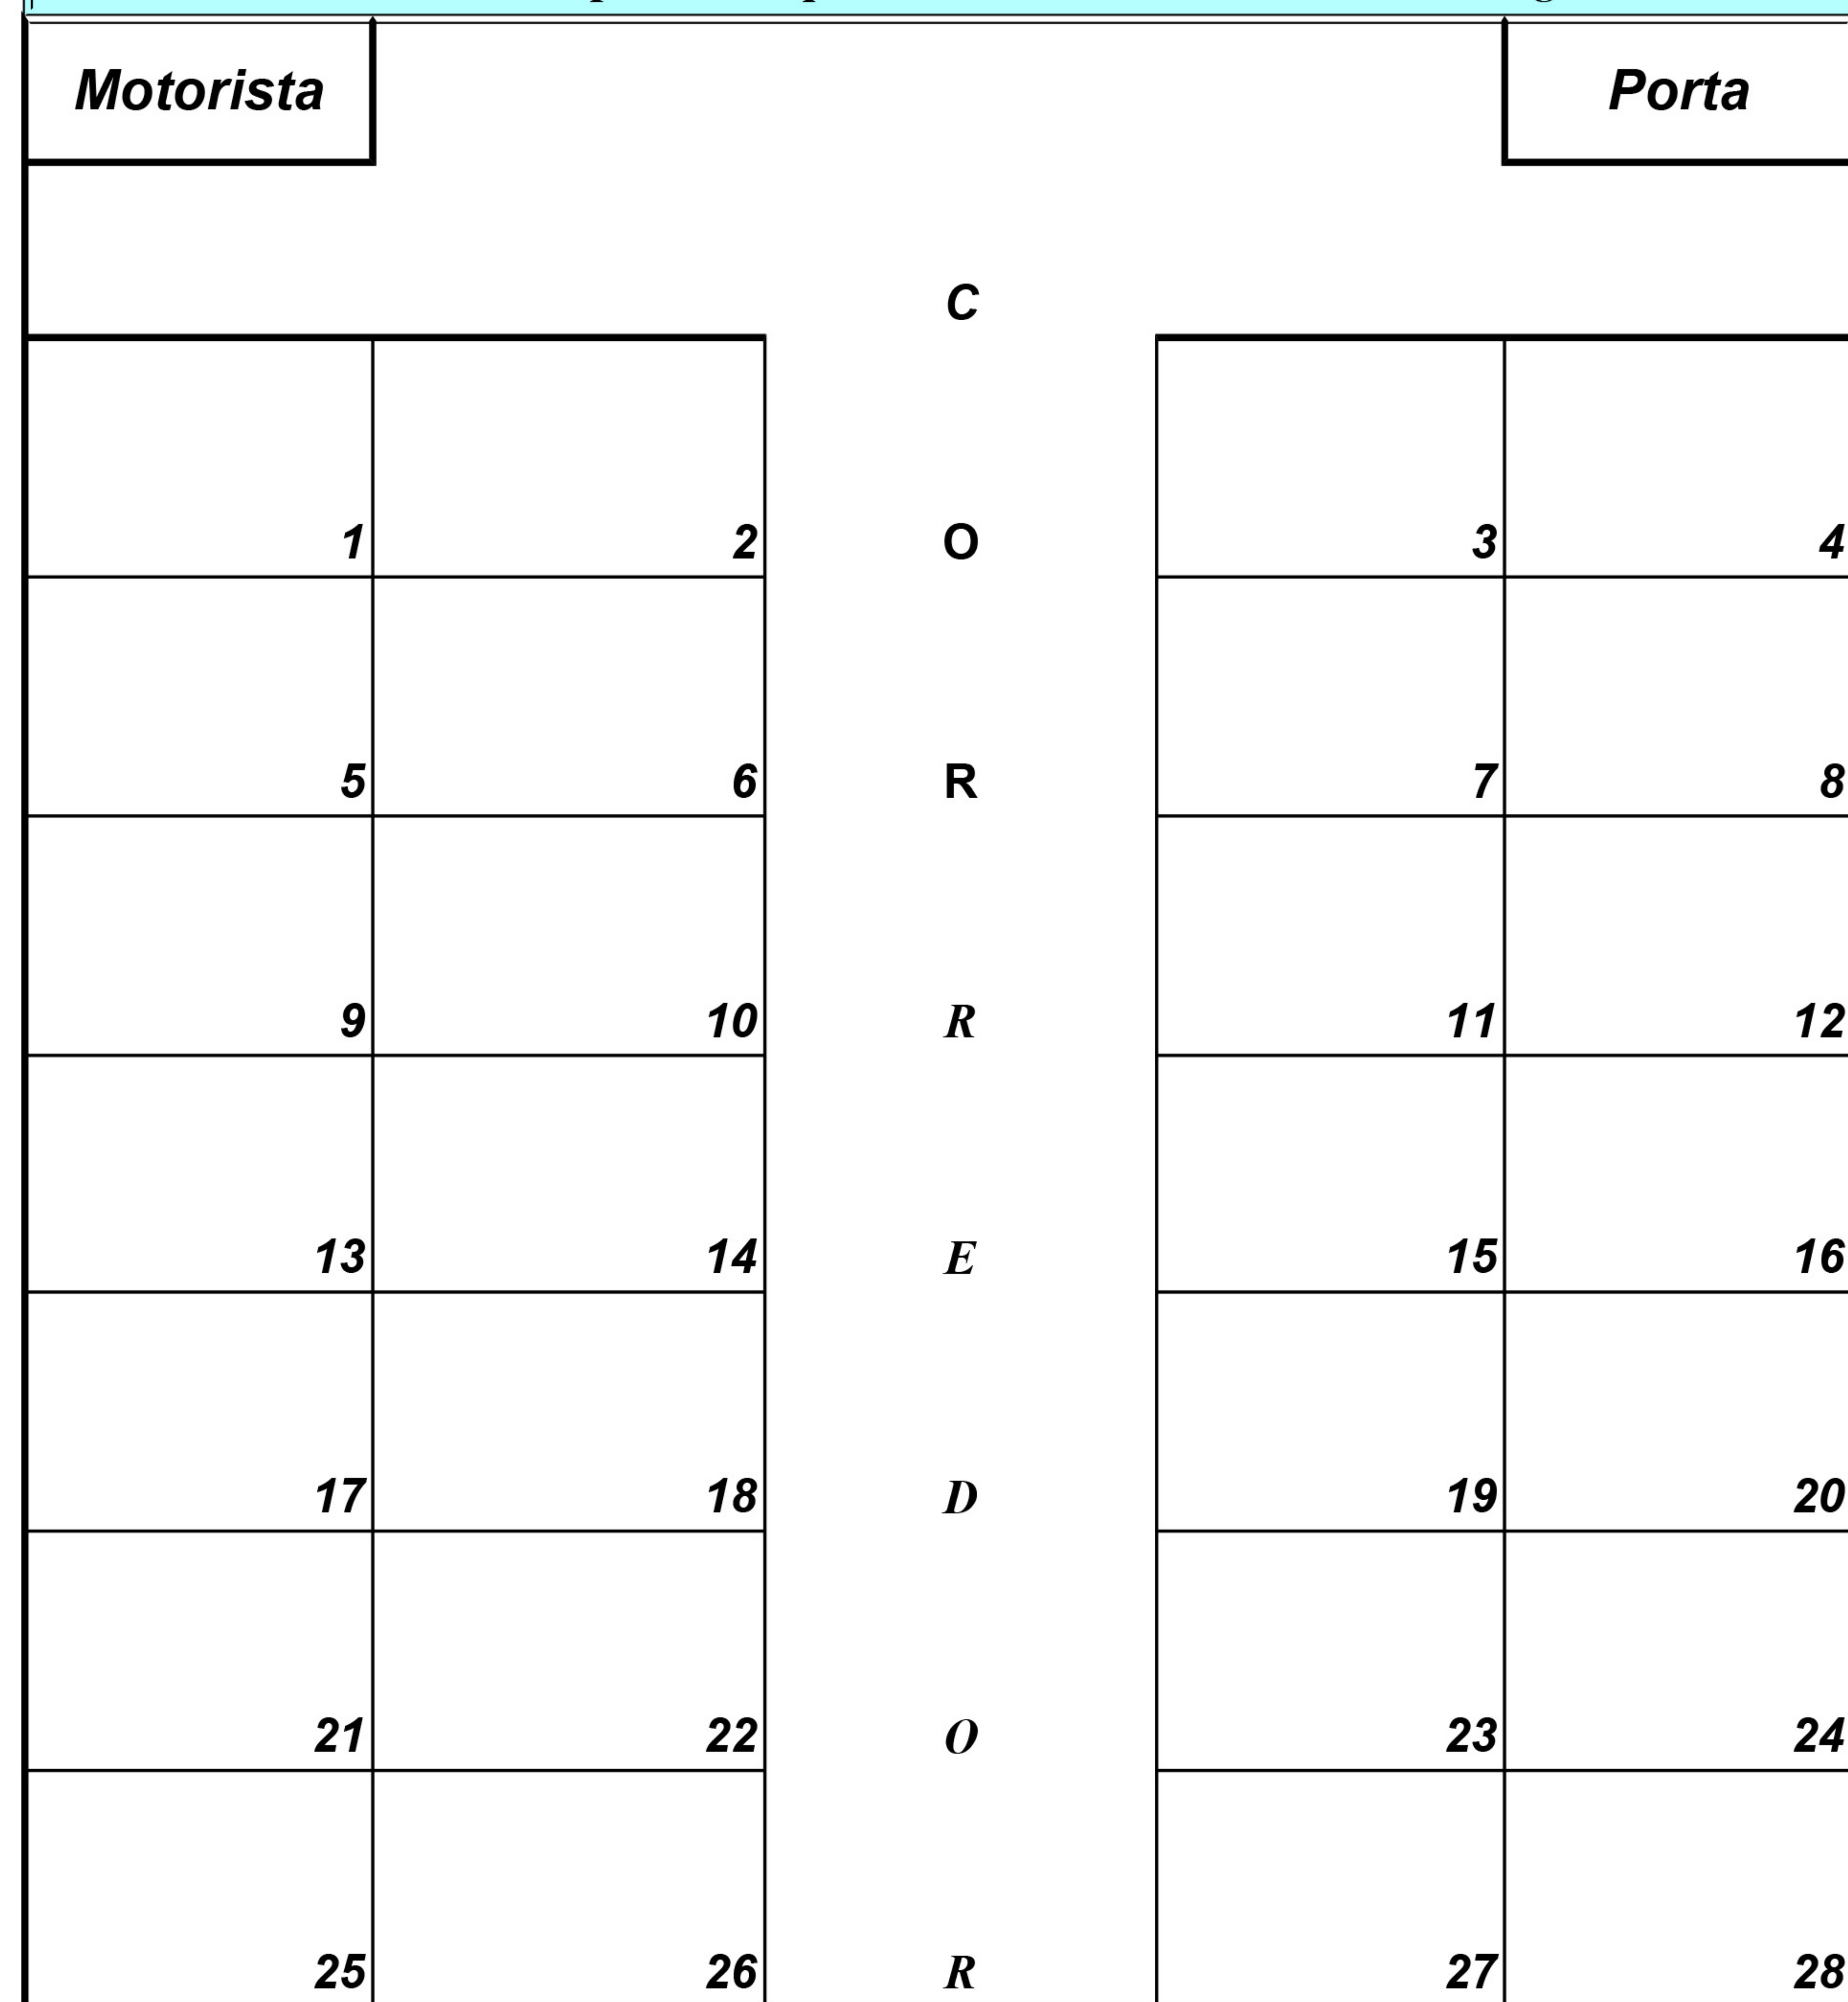 Motorista Porta
C
1 2 O 3 4
5 6 R 7 8
9 10 R 11 12
13 14 E 15 16
17 18 D 19 20
21 22 O 23 24
25 26 R 27 28